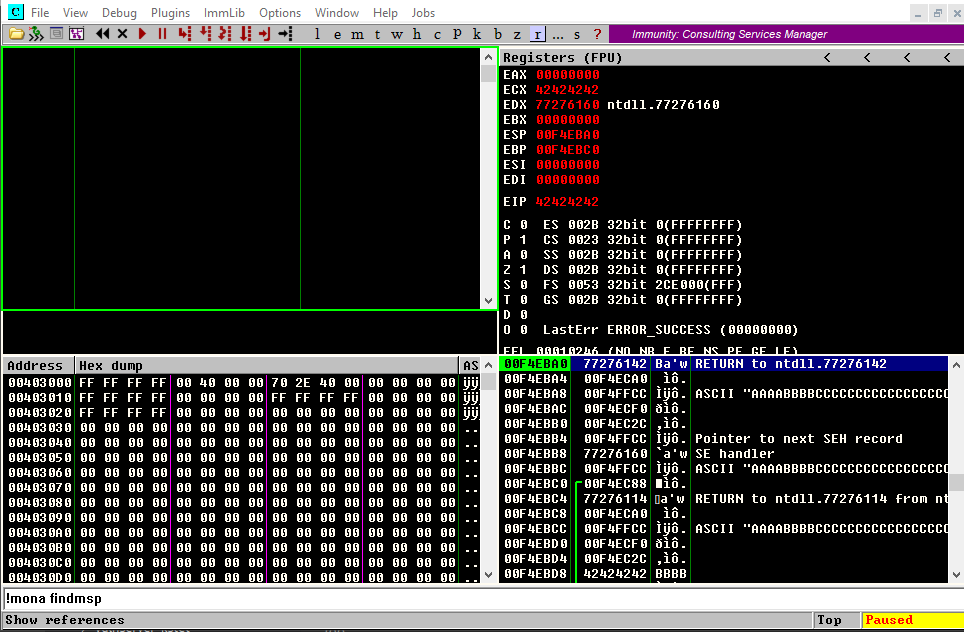 C File View Debug Plugins ImmLib Options Window Help Jobs
l e m t w h c P k b z r ... s ? Immunity: Consulting Services Manager
Registers (FPU) < < < <
EAX 00000000
ECX 42424242
EDX 77276160 ntdll.77276160
EBX 00000000
ESP 00F4EBA0
EBP 00F4EBC0
ESI 00000000
EDI 00000000
EIP 42424242
C 0 ES 002B 32bit 0(FFFFFFFF)
P 1 CS 0023 32bit 0(FFFFFFFF)
A 0 SS 002B 32bit 0(FFFFFFFF)
Z 1 DS 002B 32bit 0(FFFFFFFF)
S 0 FS 0053 32bit 2CE000(FFF)
T 0 GS 002B 32bit 0(FFFFFFFF)
D 0
O 0 LastErr ERROR_SUCCESS (00000000)
EFL 00010246 (NO,NB,E,BE,NS,PE,GE,LE)
Address Hex dump AS
00403000 FF FF FF FF 00 40 00 00 70 2E 40 00 00 00 00 00 ÿÿ
00403010 FF FF FF FF 00 00 00 00 FF FF FF FF 00 00 00 00 ÿÿ
00403020 FF FF FF FF 00 00 00 00 00 00 00 00 00 00 00 00 ÿÿ
00403030 00 00 00 00 00 00 00 00 00 00 00 00 00 00 00 00 ..
00403040 00 00 00 00 00 00 00 00 00 00 00 00 00 00 00 00 ..
00403050 00 00 00 00 00 00 00 00 00 00 00 00 00 00 00 00 ..
00403060 00 00 00 00 00 00 00 00 00 00 00 00 00 00 00 00 ..
00403070 00 00 00 00 00 00 00 00 00 00 00 00 00 00 00 00 ..
00403080 00 00 00 00 00 00 00 00 00 00 00 00 00 00 00 00 ..
00403090 00 00 00 00 00 00 00 00 00 00 00 00 00 00 00 00 ..
004030A0 00 00 00 00 00 00 00 00 00 00 00 00 00 00 00 00 ..
004030B0 00 00 00 00 00 00 00 00 00 00 00 00 00 00 00 00 ..
004030C0 00 00 00 00 00 00 00 00 00 00 00 00 00 00 00 00 ..
004030D0 00 00 00 00 00 00 00 00 00 00 00 00 00 00 00 00 ..
00F4EBA0 77276142 Ba'w RETURN to ntdll.77276142
00F4EBA4 00F4ECA0 ìô.
00F4EBA8 00F4FFCC Ìÿô. ASCII "AAAABBBBCCCCCCCCCCCCCCCCC
00F4EBAC 00F4ECF0 ðìô.
00F4EBB0 00F4EC2C ,ìô.
00F4EBB4 00F4FFCC Ìÿô. Pointer to next SEH record
00F4EBB8 77276160 `a'w SE handler
00F4EBBC 00F4FFCC Ìÿô. ASCII "AAAABBBBCCCCCCCCCCCCCCCCC
00F4EBC0 00F4EC88 ìô.
00F4EBC4 77276114 a'w RETURN to ntdll.77276114 from nt
00F4EBC8 00F4ECA0 ìô.
00F4EBCC 00F4FFCC Ìÿô. ASCII "AAAABBBBCCCCCCCCCCCCCCCCC
00F4EBD0 00F4ECF0 ðìô.
00F4EBD4 00F4EC2C ,ìô.
00F4EBD8 42424242 BBBB
!mona findmsp
Show references Top Paused